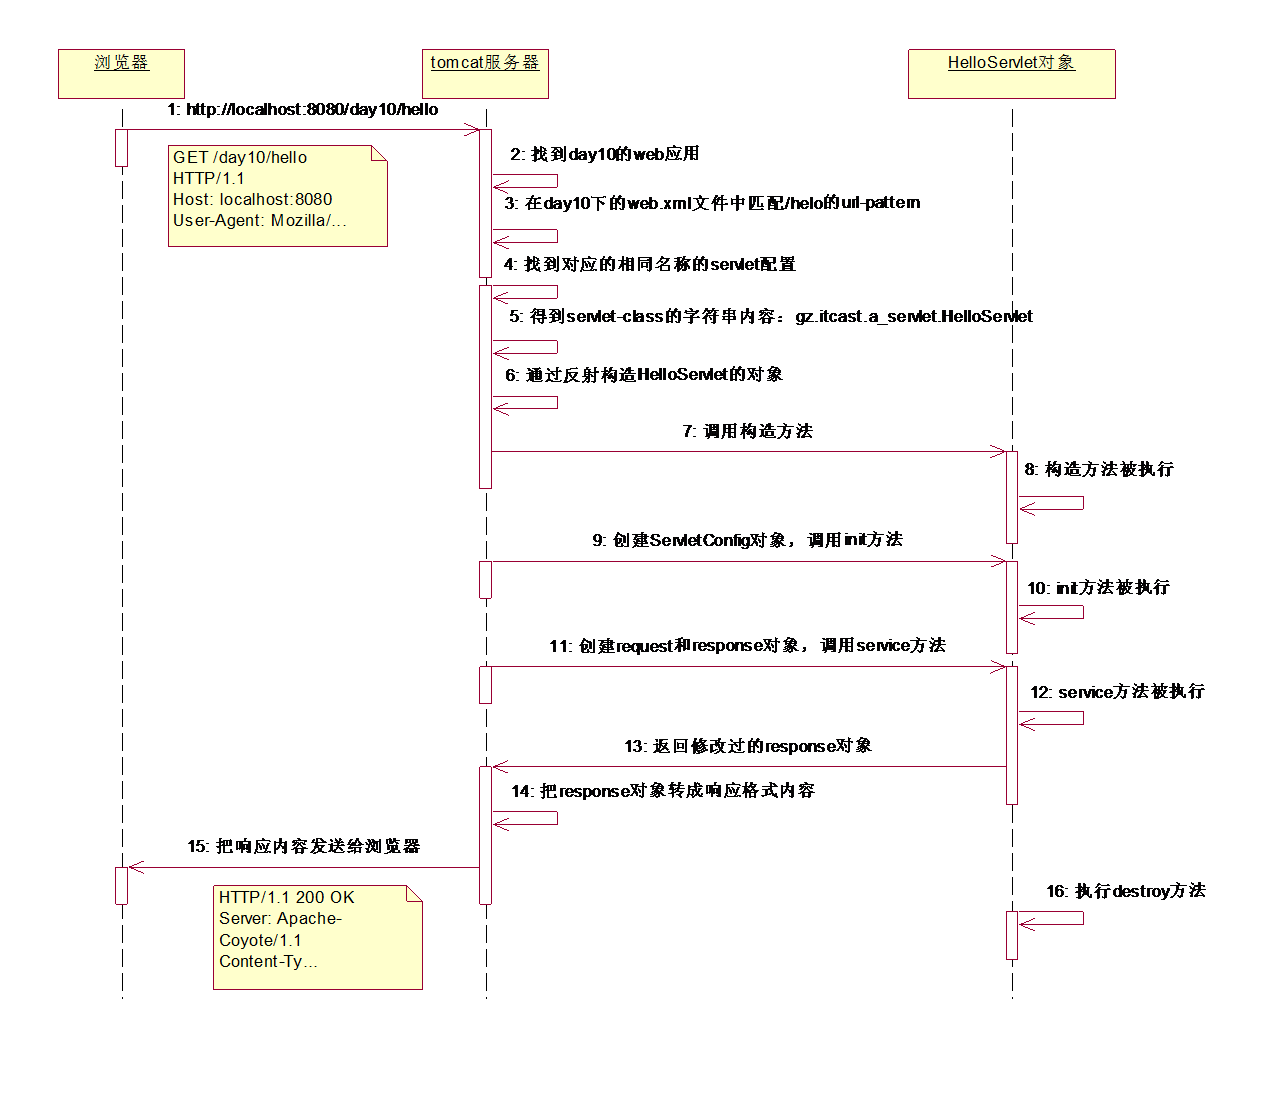 浏览器
tomcat服务器
HelloServlet对象
1: http://localhost:8080/day10/hello
GET /day10/hello
HTTP/1.1
Host: localhost:8080
User-Agent: Mozilla/...
2: 找到day10的web应用
3: 在day10下的web.xml文件中匹配/helo的url-pattern
4: 找到对应的相同名称的servlet配置
5: 得到servlet-class的字符串内容：gz.itcast.a_servlet.HelloServlet
6: 通过反射构造HelloServlet的对象
7: 调用构造方法
8: 构造方法被执行
9: 创建ServletConfig对象，调用init方法
10: init方法被执行
11: 创建request和response对象，调用service方法
12: service方法被执行
13: 返回修改过的response对象
14: 把response对象转成响应格式内容
15: 把响应内容发送给浏览器
HTTP/1.1 200 OK
Server: Apache-
Coyote/1.1
Content-Ty...
16: 执行destroy方法